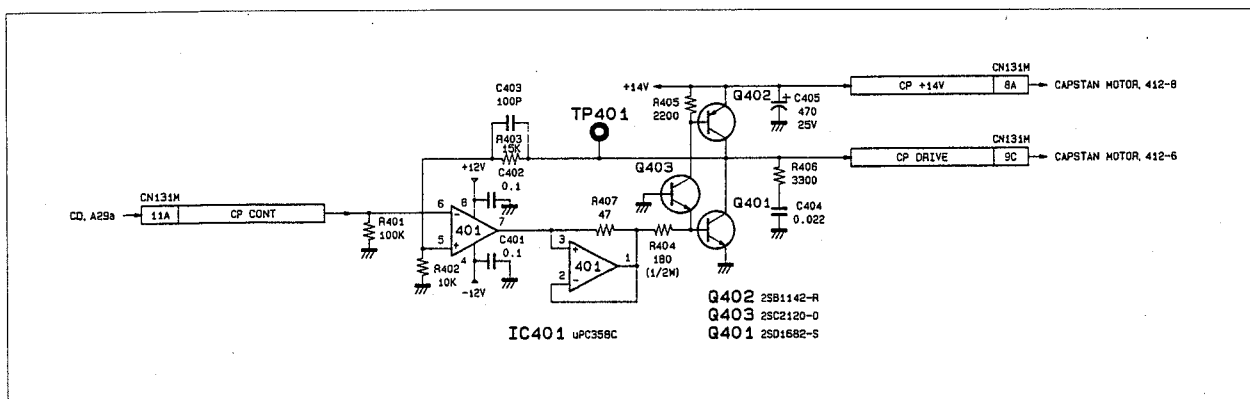 CN131M
+14V
CP +14V
8A
CAPSTAN MOTOR, 412-8
C403
100P
R405
2200
Q402
C405
470
25V
TP401
R403
15K
C402
0.1
+12V
CN131M
CP DRIVE
9C
CAPSTAN MOTOR, 412-6
R406
3300
Q403
Q401
C404
0.022
CN131M
CD, A29a
11A
CP CONT
R401
100K
6
8
7
401
5
4
C401
0.1
R402
10K
-12V
R407
47
3
401
1
2
R404
180
(1/2W)
Q402 2SB1142-R
Q403 2SC2120-O
Q401 2SD1682-S
IC401 uPC358C